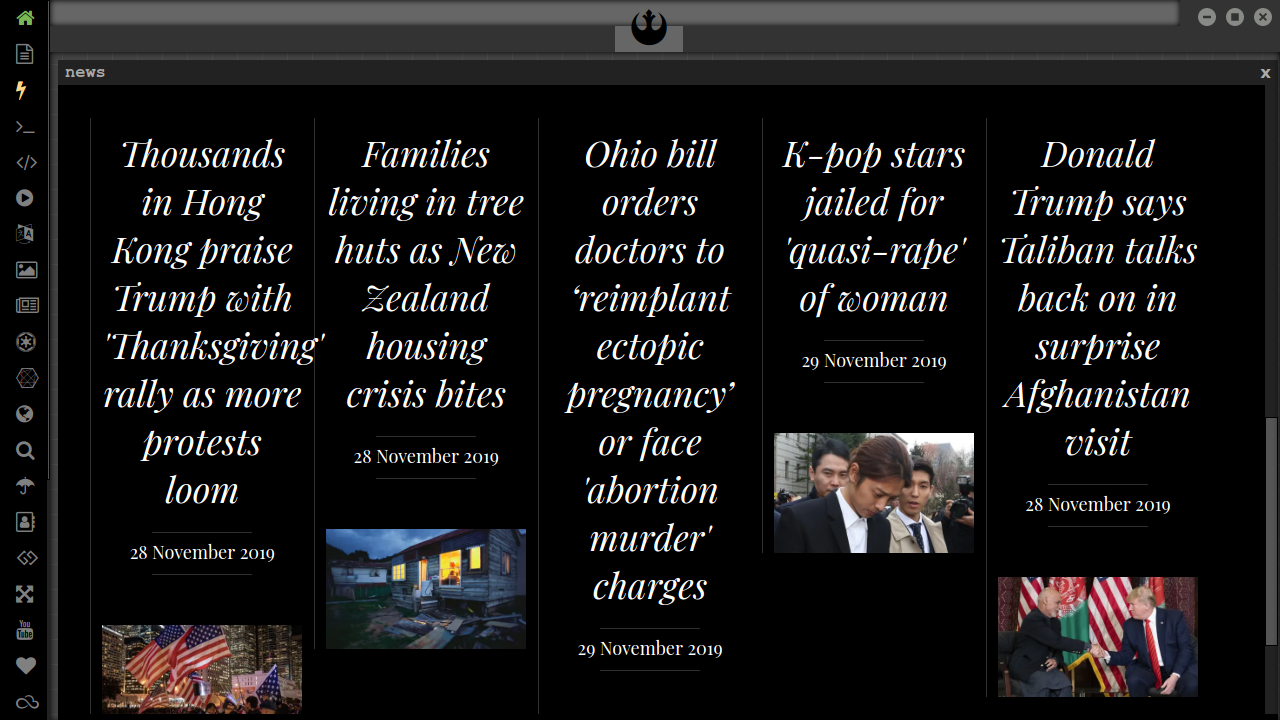 news
x
Thousands
in Hong
Kong praise
Trump with
'Thanksgiving'
rally as more
protests
loom
28 November 2019
Families
living in tree
huts as New
Zealand
housing
crisis bites
28 November 2019
Ohio bill
orders
doctors to
‘reimplant
ectopic
pregnancy’
or face
'abortion
murder'
charges
29 November 2019
K-pop stars
jailed for
'quasi-rape'
of woman
29 November 2019
Donald
Trump says
Taliban talks
back on in
surprise
Afghanistan
visit
28 November 2019
You
Tube